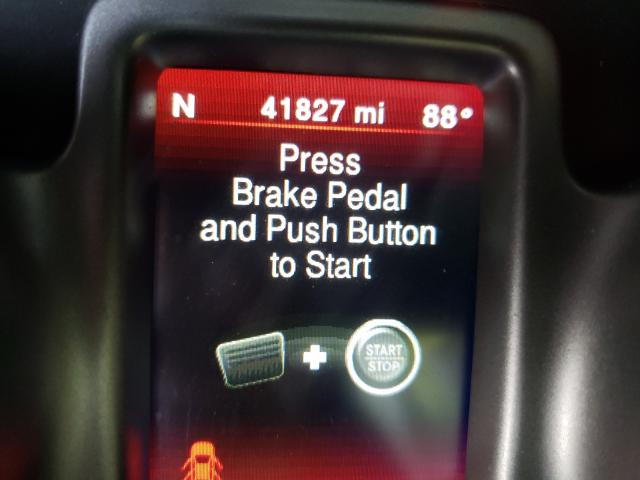 N 41827 mi 88°
Press
Brake Pedal
and Push Button
to Start
START
STOP